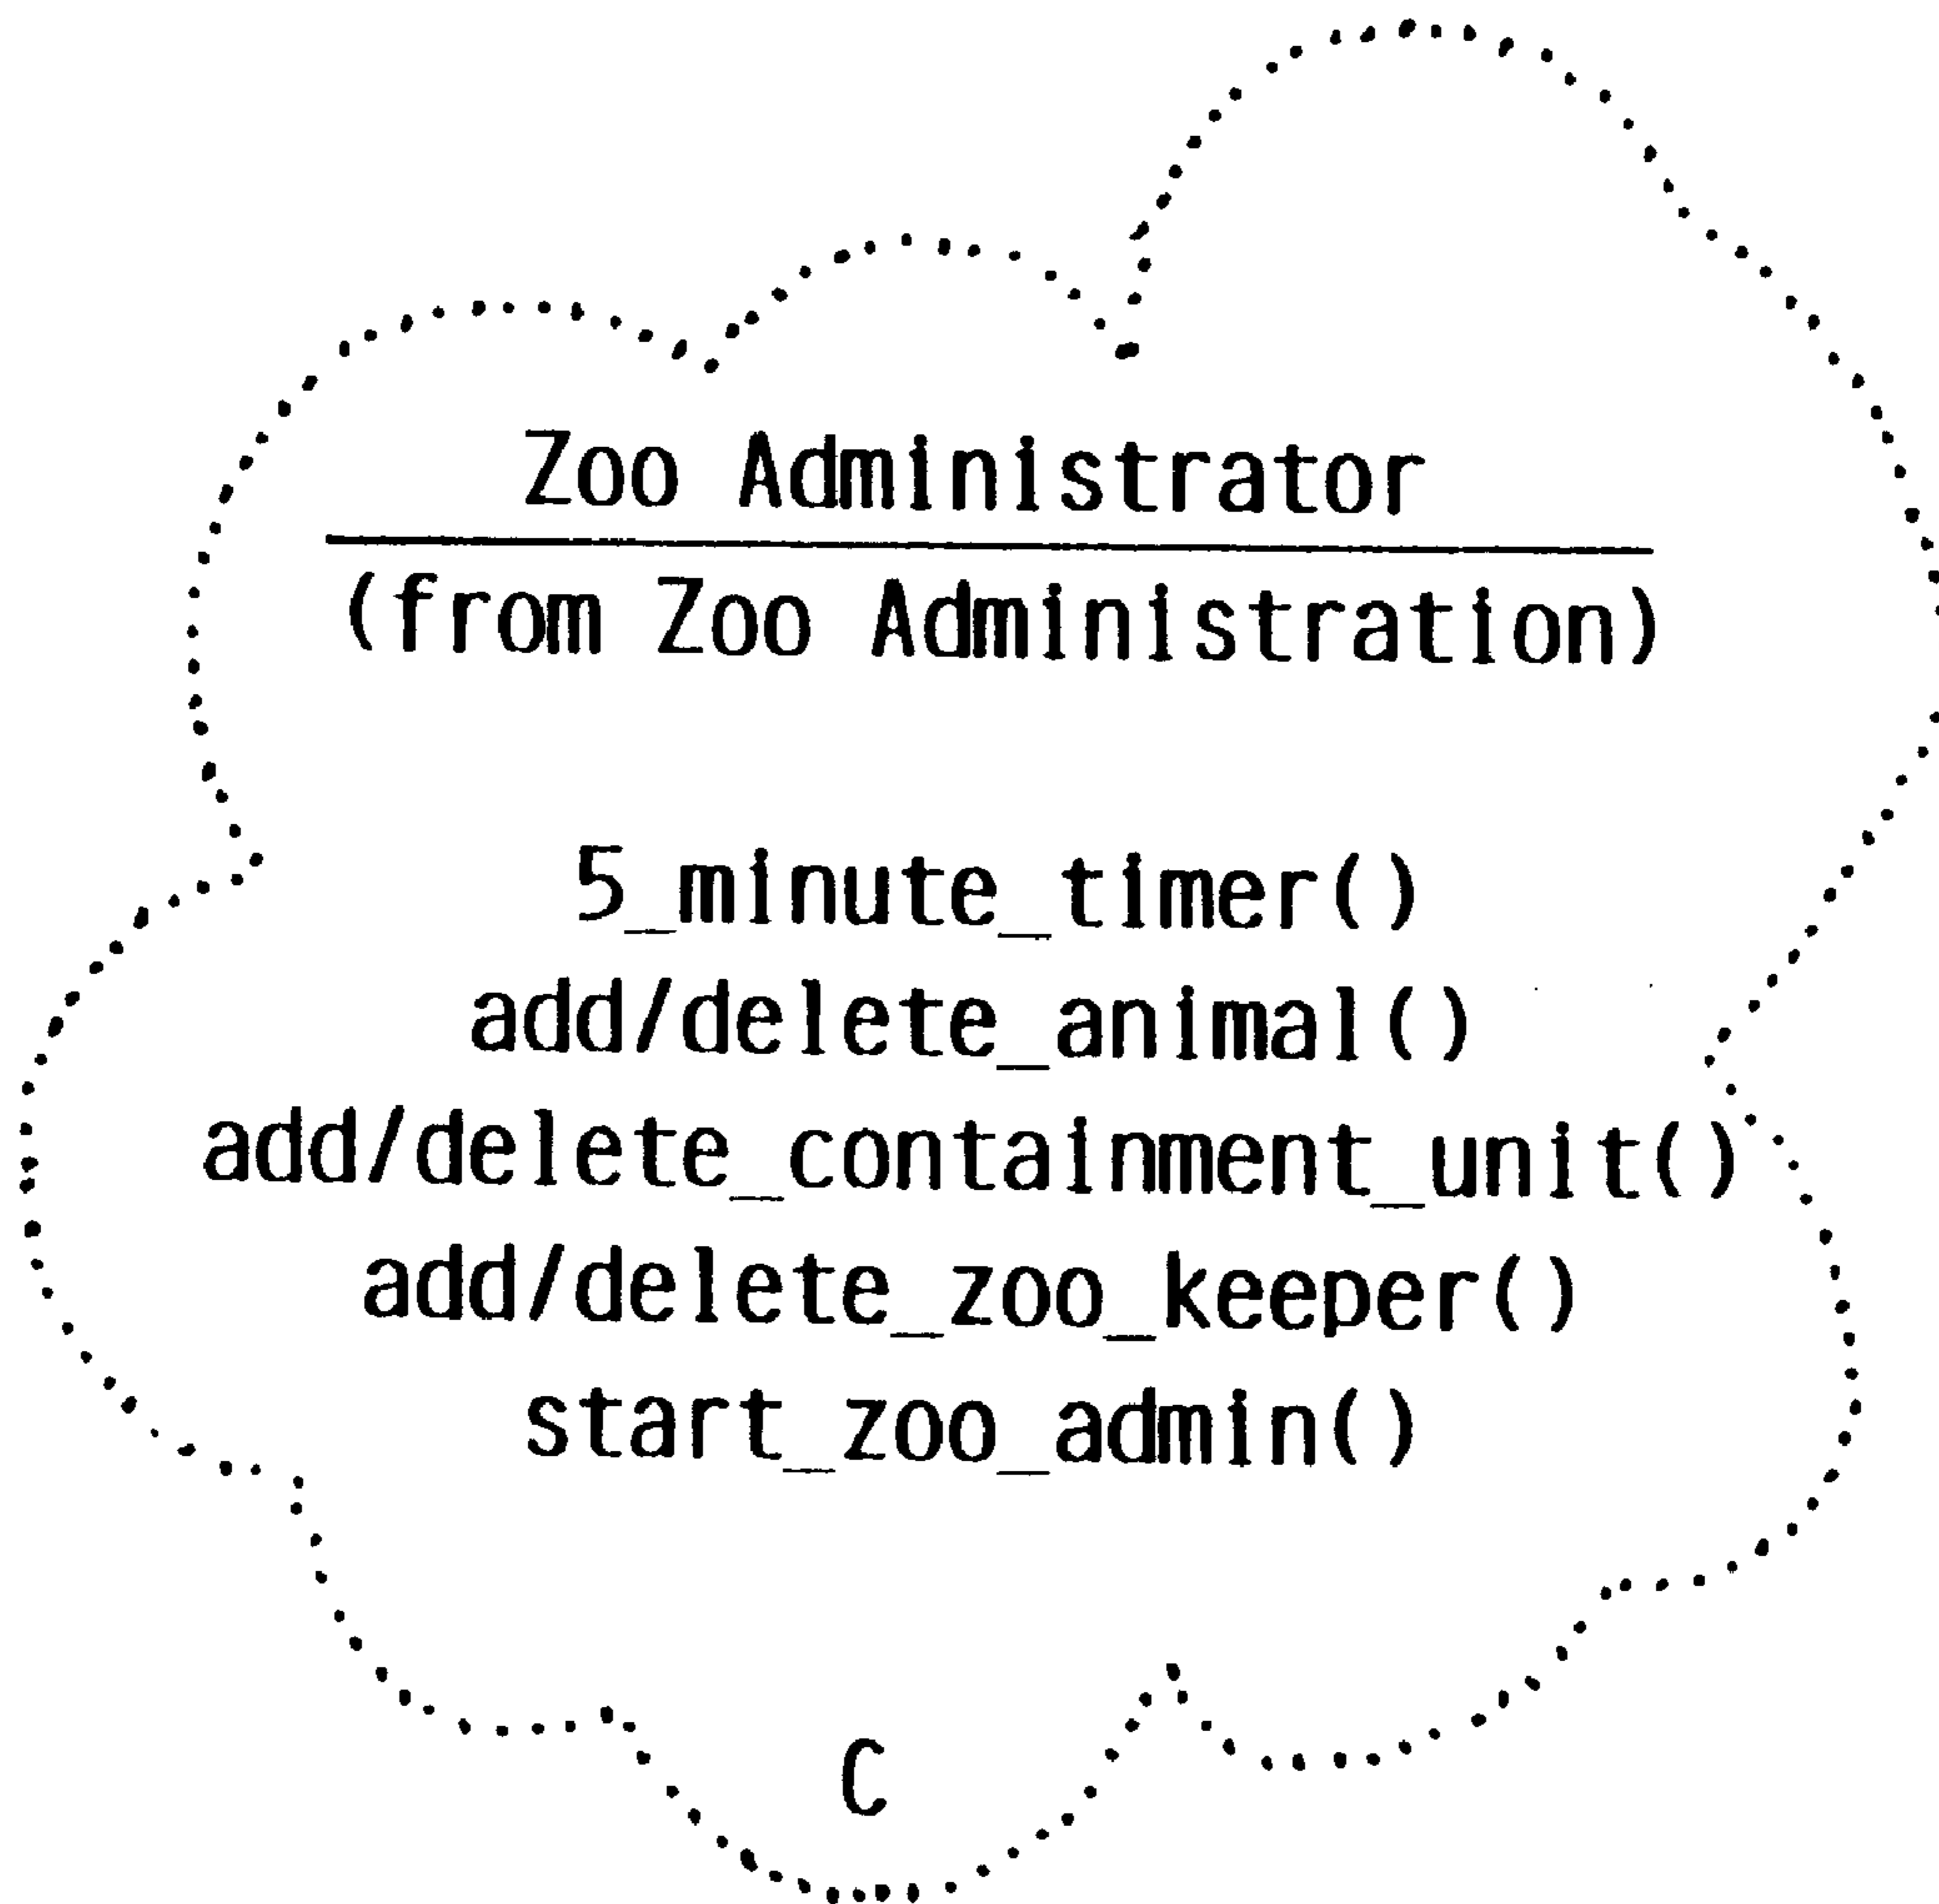 Zoo Administrator
(from Zoo Administration)
5_minute_timer()
add/delete_animal()
add/delete_containment_unit()
add/delete_zoo_keeper()
start_zoo_admin()
C